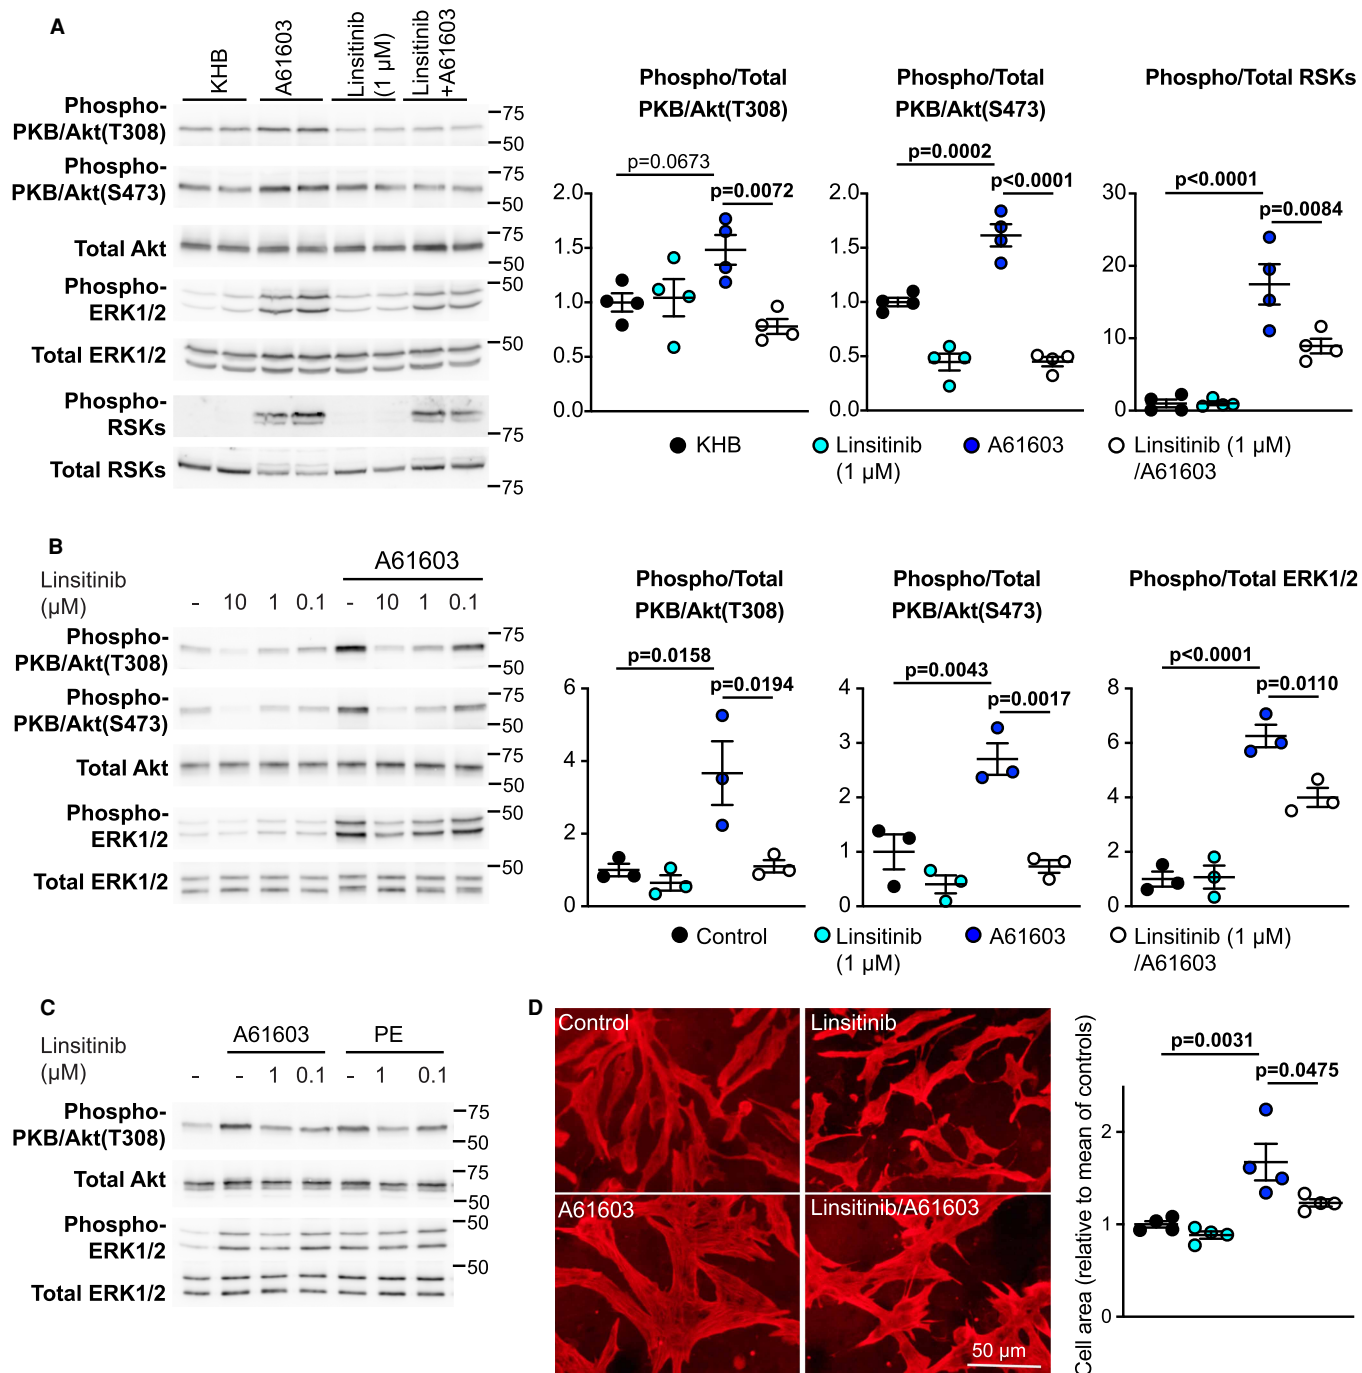 A
KHB
A61603
Linsitinib
(1 µM)
Linsitinib
+A61603
Phospho-
PKB/Akt(T308)
75
50
Phospho-
PKB/Akt(S473)
75
50
Total Akt
75
50
Phospho-
ERK1/2
50
Total ERK1/2
50
Phospho-
RSKs
75
Total RSKs
75
Phospho/Total
PKB/Akt(T308)
p=0.0673
p=0.0072
2.0
1.5
1.0
0.5
0.0
Phospho/Total
PKB/Akt(S473)
p=0.0002
p<0.0001
2.0
1.5
1.0
0.5
0.0
Phospho/Total RSKs
p<0.0001
p=0.0084
30
20
10
0
KHB
Linsitinib
(1 µM)
A61603
Linsitinib (1 µM)
/A61603
B
A61603
Linsitinib
(µM)
- 10 1 0.1 - 10 1 0.1
Phospho-
PKB/Akt(T308)
75
50
Phospho-
PKB/Akt(S473)
75
50
Total Akt
75
50
Phospho-
ERK1/2
50
Total ERK1/2
50
Phospho/Total
PKB/Akt(T308)
p=0.0158
p=0.0194
6
4
2
0
Phospho/Total
PKB/Akt(S473)
p=0.0043
p=0.0017
4
3
2
1
0
Phospho/Total ERK1/2
p<0.0001
p=0.0110
8
6
4
2
0
Control
Linsitinib
(1 µM)
A61603
Linsitinib (1 µM)
/A61603
C
A61603 PE
Linsitinib
(µM)
- - 1 0.1 - 1 0.1
Phospho-
PKB/Akt(T308)
75
50
Total Akt
75
50
Phospho-
ERK1/2
50
Total ERK1/2
50
D
Control
Linsitinib
A61603
Linsitinib/A61603
50 µm
Cell area (relative to mean of controls)
p=0.0031
p=0.0475
2
1
0